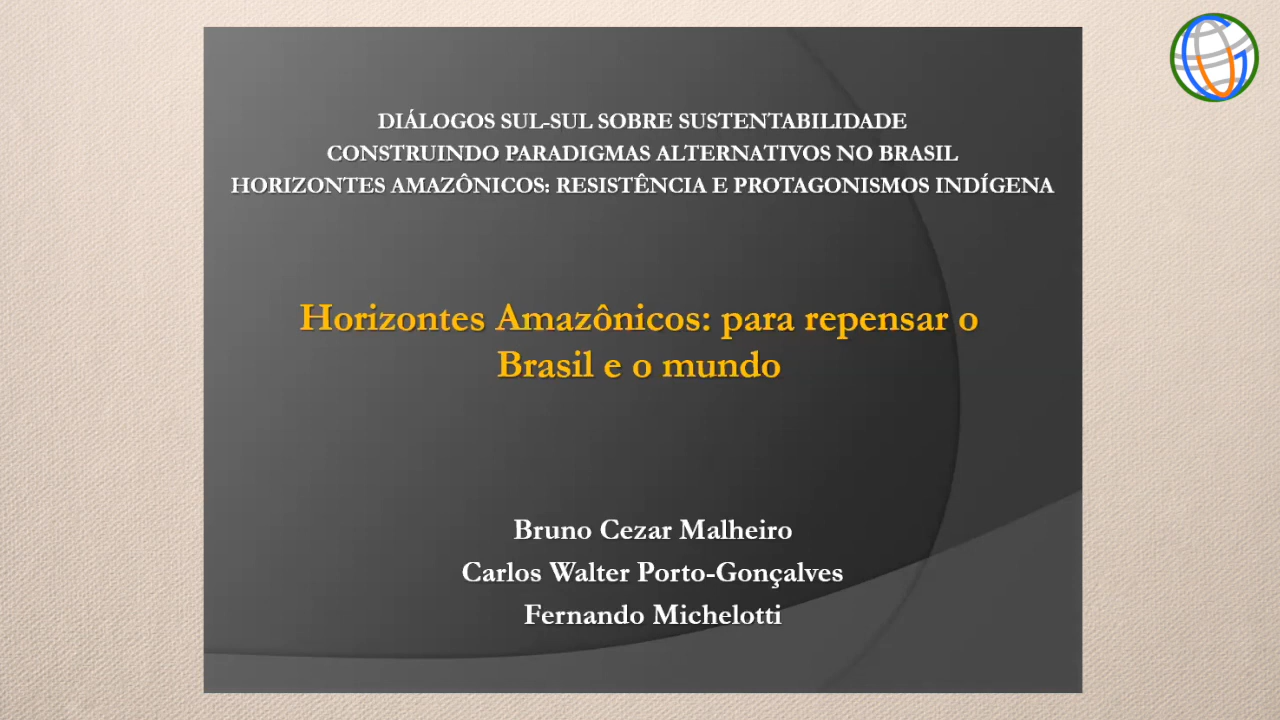 DIÁLOGOS SUL-SUL SOBRE SUSTENTABILIDADE
CONSTRUINDO PARADIGMAS ALTERNATIVOS NO BRASIL
HORIZONTES AMAZÔNICOS: RESISTÊNCIA E PROTAGONISMOS INDÍGENA
Horizontes Amazônicos: para repensar o
Brasil e o mundo
Bruno Cezar Malheiro
Carlos Walter Porto-Gonçalves
Fernando Michelotti